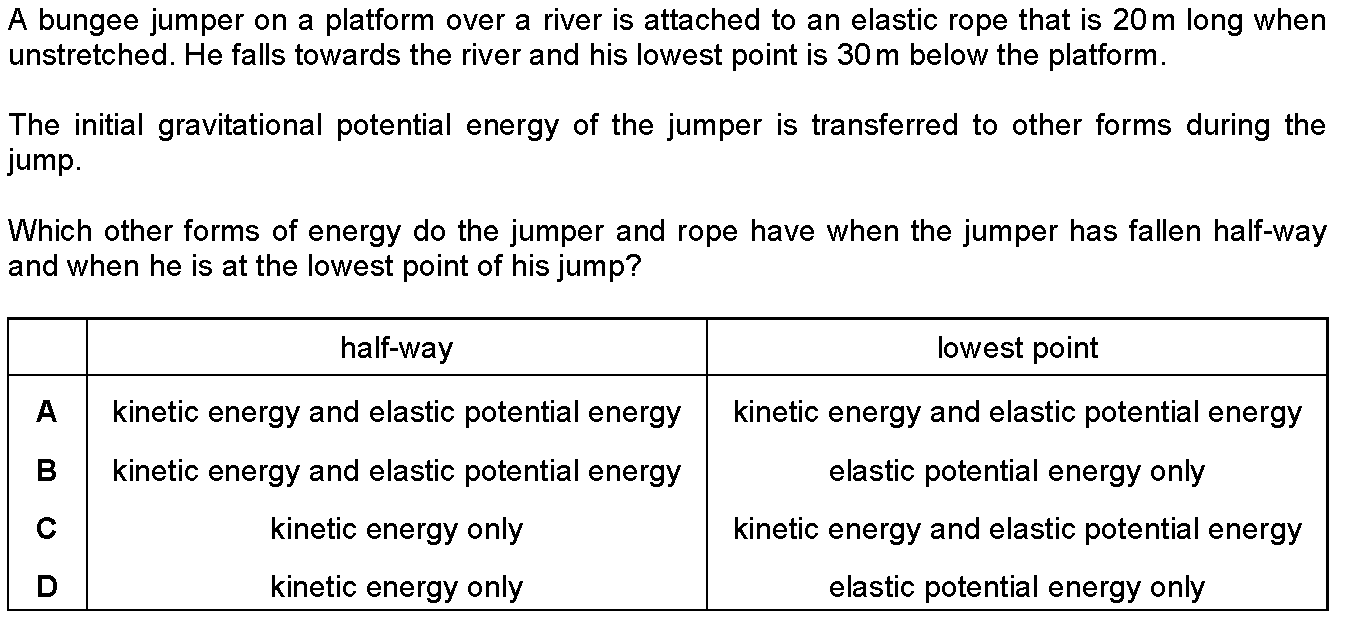 A bungee jumper on a platform over a river is attached to an elastic rope that is 20 m long when
unstretched. He falls towards the river and his lowest point is 30 m below the platform.
The initial gravitational potential energy of the jumper is transferred to other forms during the
jump.
Which other forms of energy do the jumper and rope have when the jumper has fallen half-way
and when he is at the lowest point of his jump?
half-way lowest point
A kinetic energy and elastic potential energy kinetic energy and elastic potential energy
B kinetic energy and elastic potential energy elastic potential energy only
C kinetic energy only kinetic energy and elastic potential energy
D kinetic energy only elastic potential energy only